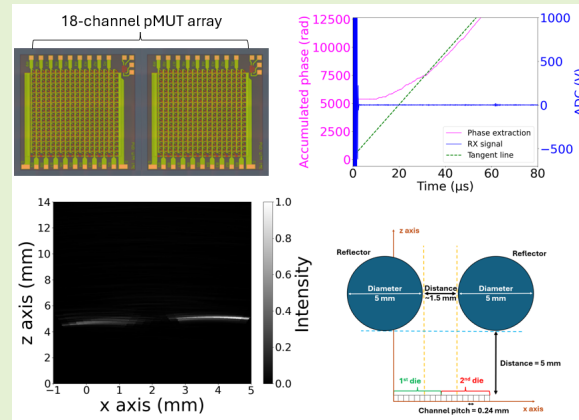 18-channel pMUT array
Accumulated phase (rad)
12500
10000
7500
5000
2500
0
1000
500
0
−500
Phase extraction
RX signal
Tangent line
0 20 40 60 80
Time (µs)
z axis (mm)
14
12
10
8
6
4
2
0
−1 0 1 2 3 4 5
x axis (mm)
1.0
0.8
0.6
0.4
0.2
0.0
Intensity
z axis
Reflector
Reflector
Diameter
5 mm
Distance
~1.5 mm
Diameter
5 mm
Distance = 5 mm
1st die
2nd die
Channel pitch = 0.24 mm
x axis